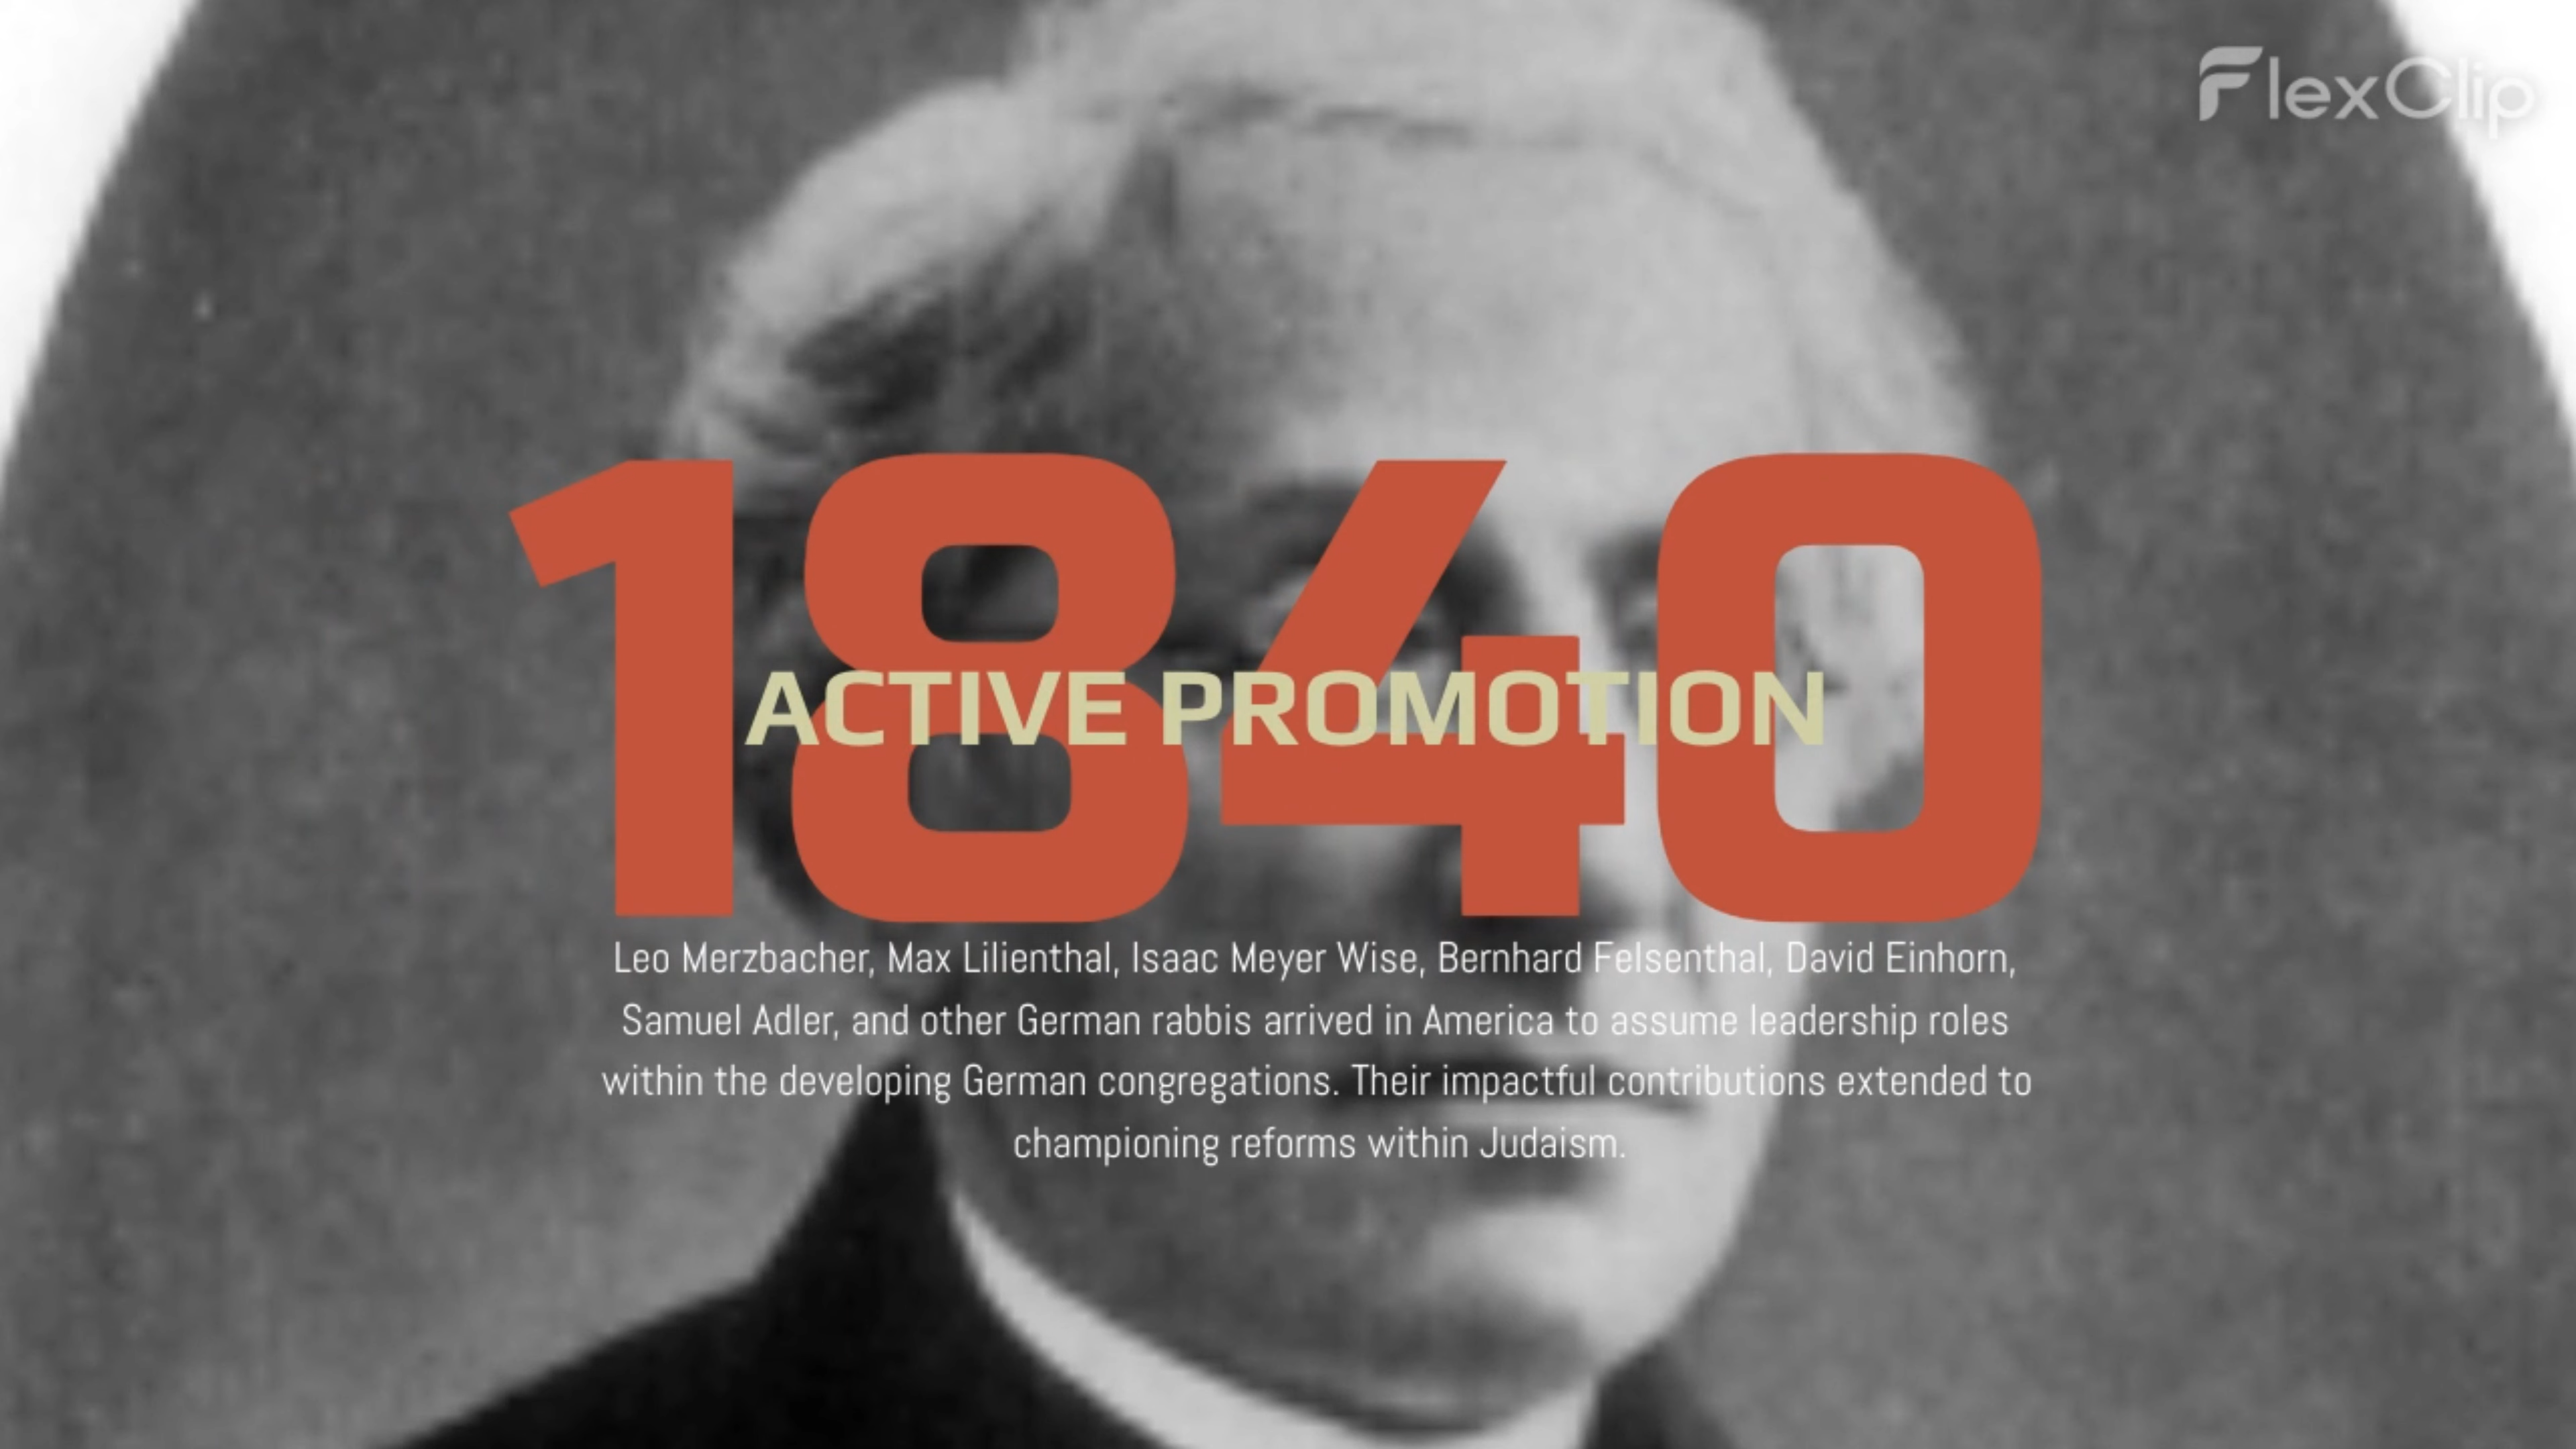 FlexClip
1840
ACTIVE PROMOTION
Leo Merzbacher, Max Lilienthal, Isaac Meyer Wise, Bernhard Felsenthal, David Einhorn,
Samuel Adler, and other German rabbis arrived in America to assume leadership roles
within the developing German congregations. Their impactful contributions extended to
championing reforms within Judaism.